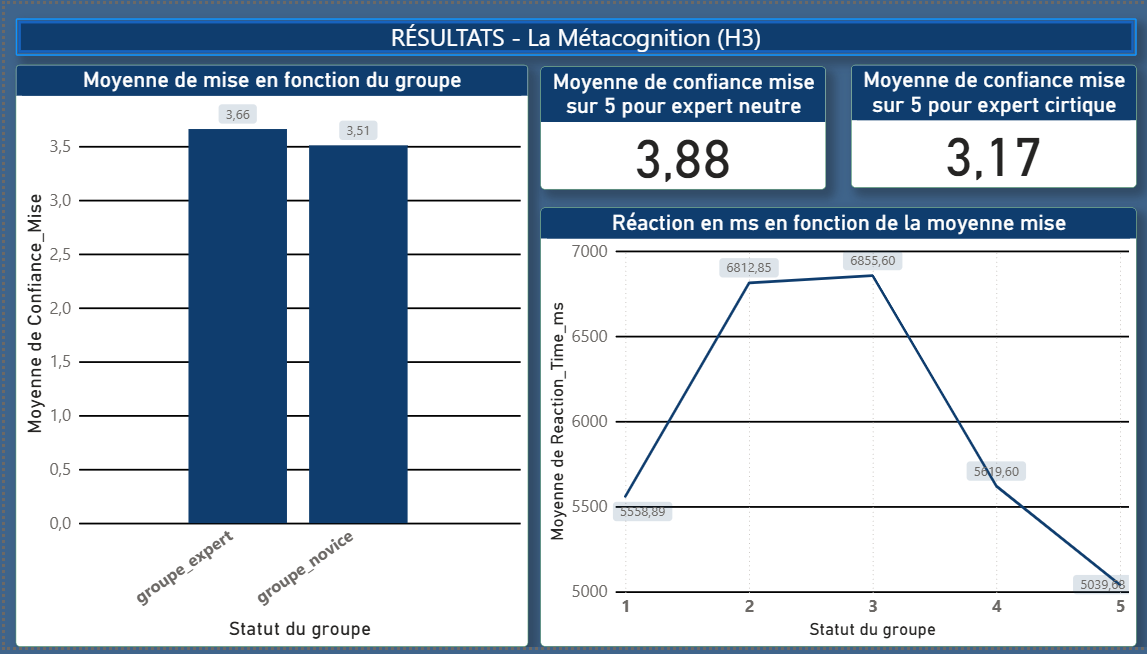 RÉSULTATS - La Métacognition (H3)
Moyenne de mise en fonction du groupe
Moyenne de Confiance_Mise
3,5
3,0
2,5
2,0
1,5
1,0
0,5
0,0
3,66
3,51
groupe_expert
groupe_novice
Statut du groupe
Moyenne de confiance mise
sur 5 pour expert neutre
3,88
Moyenne de confiance mise
sur 5 pour expert cirtique
3,17
Réaction en ms en fonction de la moyenne mise
Moyenne de Reaction_Time_ms
7000
6500
6000
5500
5000
5558,89
6812,85
6855,60
5619,60
5039,68
1 2 3 4 5
Statut du groupe